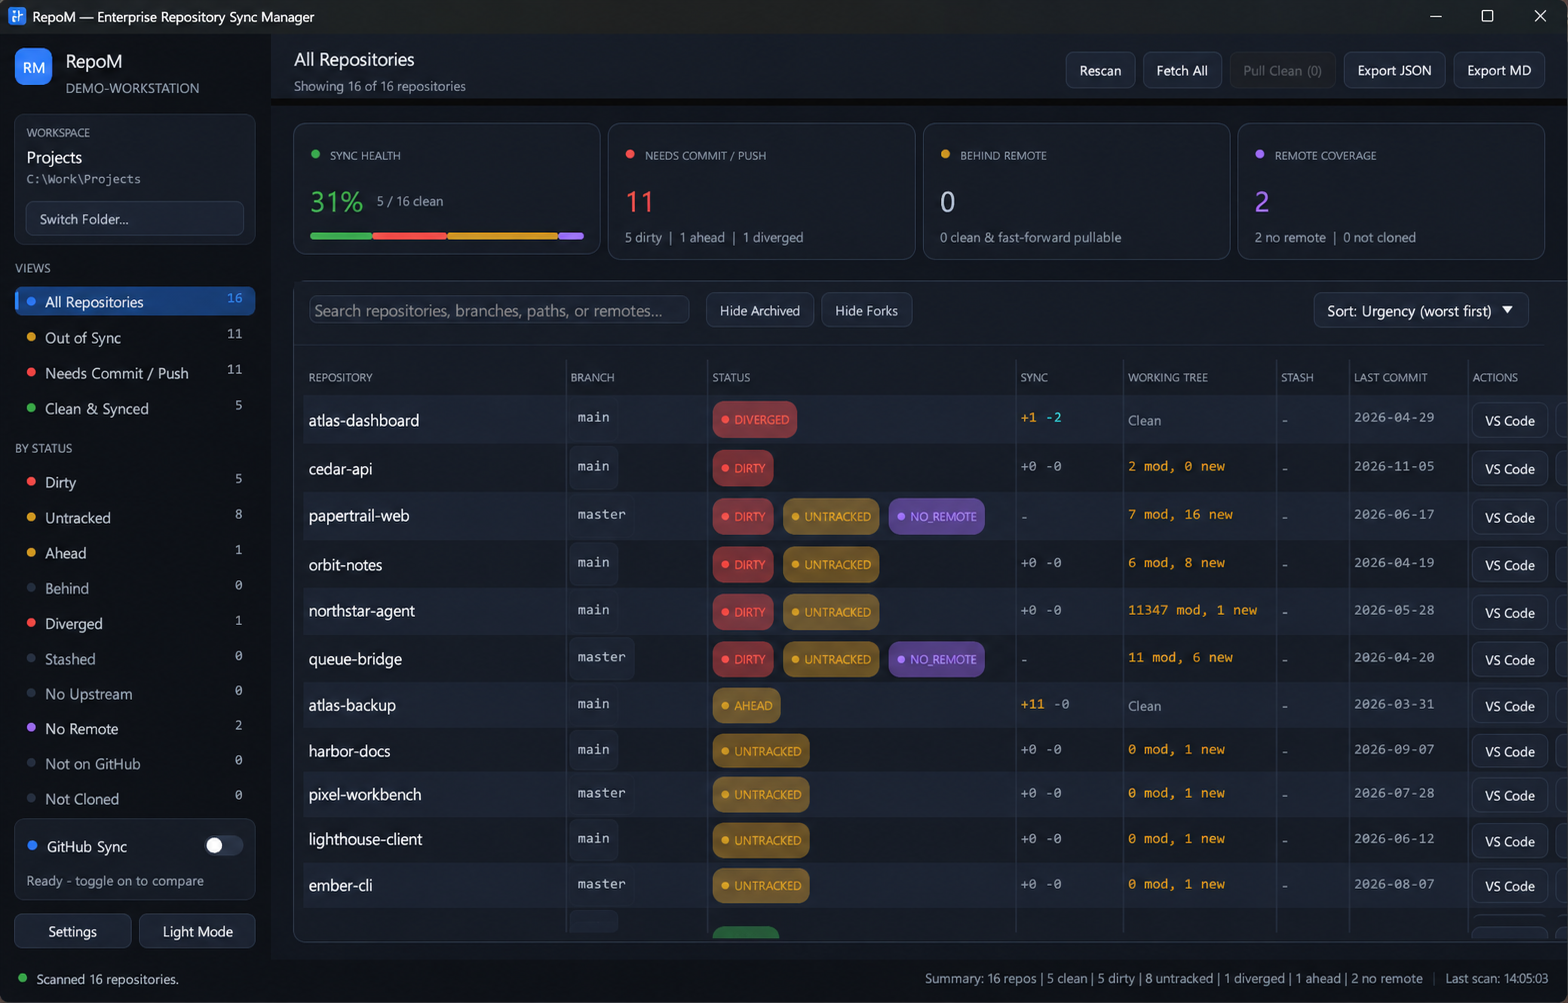 RepoM — Enterprise Repository Sync Manager
RM
RepoM
DEMO-WORKSTATION
WORKSPACE
Projects
C:\Work\Projects
Switch Folder...
VIEWS
All Repositories 16
Out of Sync 11
Needs Commit / Push 11
Clean & Synced 5
BY STATUS
Dirty 5
Untracked 8
Ahead 1
Behind 0
Diverged 1
Stashed 0
No Upstream 0
No Remote 2
Not on GitHub 0
Not Cloned 0
GitHub Sync
Ready - toggle on to compare
Settings Light Mode
All Repositories
Showing 16 of 16 repositories
Rescan Fetch All Pull Clean (0) Export JSON Export MD
SYNC HEALTH
31% 5 / 16 clean
NEEDS COMMIT / PUSH
11
5 dirty | 1 ahead | 1 diverged
BEHIND REMOTE
0
0 clean & fast-forward pullable
REMOTE COVERAGE
2
2 no remote | 0 not cloned
Search repositories, branches, paths, or remotes... Hide Archived Hide Forks Sort: Urgency (worst first)
REPOSITORY BRANCH STATUS SYNC WORKING TREE STASH LAST COMMIT ACTIONS
atlas-dashboard main DIVERGED +1 -2 Clean - 2026-04-29 VS Code
cedar-api main DIRTY +0 -0 2 mod, 0 new - 2026-11-05 VS Code
papertrail-web master DIRTY UNTRACKED NO_REMOTE - 7 mod, 16 new - 2026-06-17 VS Code
orbit-notes main DIRTY UNTRACKED +0 -0 6 mod, 8 new - 2026-04-19 VS Code
northstar-agent main DIRTY UNTRACKED +0 -0 11347 mod, 1 new - 2026-05-28 VS Code
queue-bridge master DIRTY UNTRACKED NO_REMOTE - 11 mod, 6 new - 2026-04-20 VS Code
atlas-backup main AHEAD +11 -0 Clean - 2026-03-31 VS Code
harbor-docs main UNTRACKED +0 -0 0 mod, 1 new - 2026-09-07 VS Code
pixel-workbench master UNTRACKED +0 -0 0 mod, 1 new - 2026-07-28 VS Code
lighthouse-client main UNTRACKED +0 -0 0 mod, 1 new - 2026-06-12 VS Code
ember-cli master UNTRACKED +0 -0 0 mod, 1 new - 2026-08-07 VS Code
Scanned 16 repositories.
Summary: 16 repos | 5 clean | 5 dirty | 8 untracked | 1 diverged | 1 ahead | 2 no remote | Last scan: 14:05:03